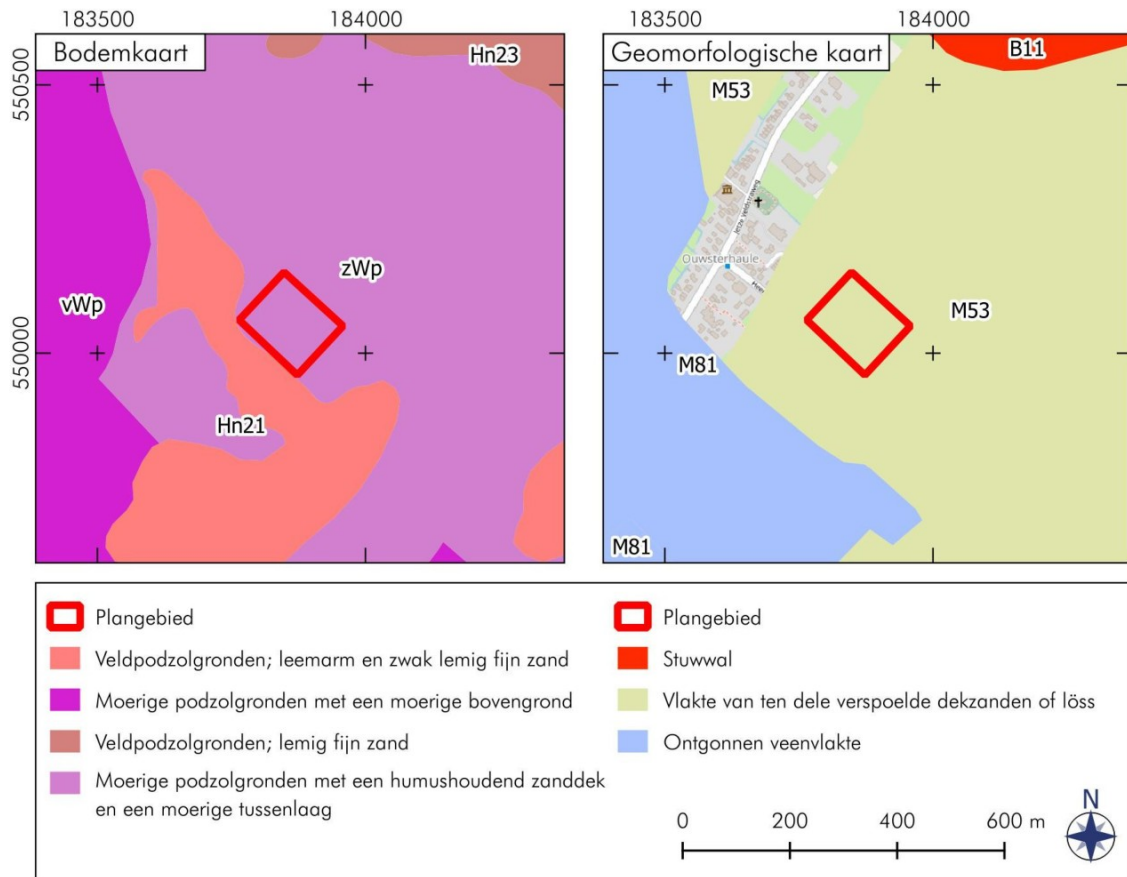 183500 184000
183500 184000
550500
550000
Bodemkaart
Hn23
zWp
vWp
Hn21
Geomorfologische kaart
B11
M53
Ouwsterhaule
M53
M81
M81
Plangebied
Veldpodzolgronden; leemarm en zwak lemig fijn zand
Moerige podzolgronden met een moerige bovengrond
Veldpodzolgronden; lemig fijn zand
Moerige podzolgronden met een humushoudend zanddek
en een moerige tussenlaag
Plangebied
Stuwwal
Vlakte van ten dele verspoelde dekzanden of löss
Ontgonnen veenvlakte
0 200 400 600 m
N